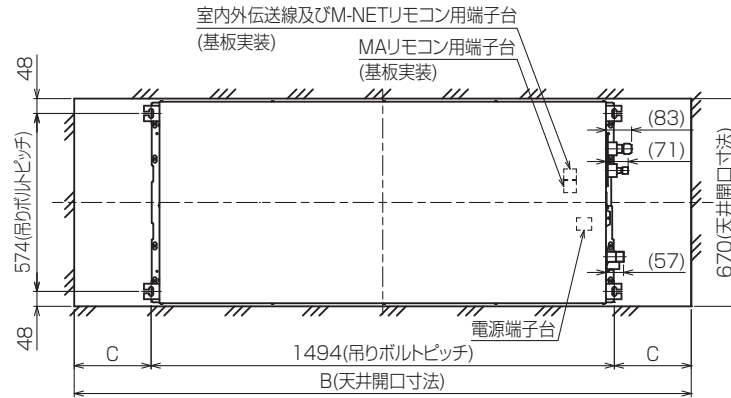 室内外伝送線及びM-NETリモコン用端子台
(基板実装)
MAリモコン用端子台
(基板実装)
48
574(吊りボルトピッチ)
48
(83)
(71)
(57)
670(天井開口寸法)
電源端子台
C
1494(吊りボルトピッチ)
C
B(天井開口寸法)